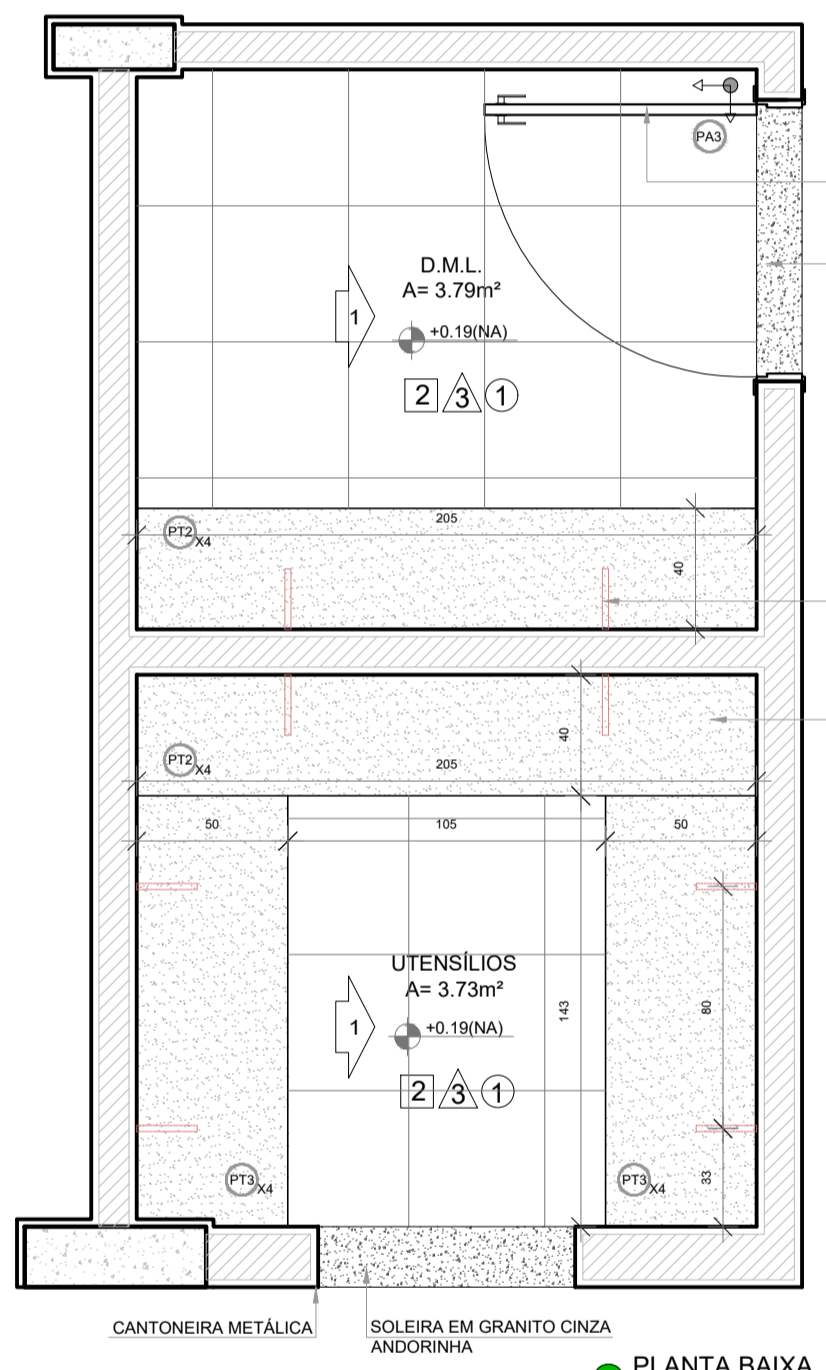 PA3
D.M.L.
A= 3.79m²
1
+0.19(NA)
2 3 1
PT2 X4
205
40
40
PT2 X4
205
50 105 50
UTENSÍLIOS
A= 3.73m²
1
+0.19(NA)
143
80
2 3 1
PT3 X4
PT3 X4
33
CANTONEIRA METÁLICA
SOLEIRA EM GRANITO CINZA
ANDORINHA
PLANTA BAIXA